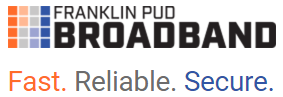 FRANKLIN PUD
BROADBAND
Fast. Reliable. Secure.